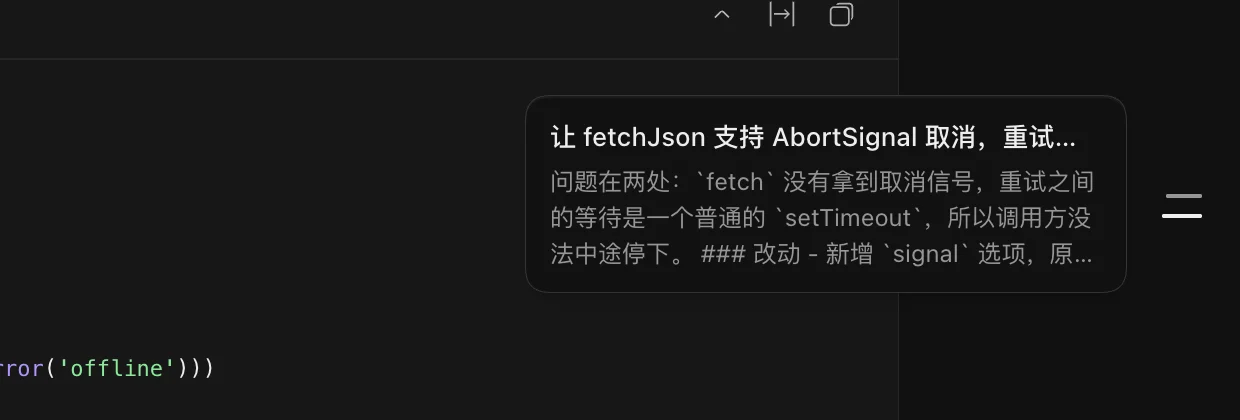 让 fetchJson 支持 AbortSignal 取消，重试...
问题在两处：`fetch` 没有拿到取消信号，重试之间
的等待是一个普通的 `setTimeout`，所以调用方没
法中途停下。 ### 改动 - 新增 `signal` 选项，原...
rror('offline')))